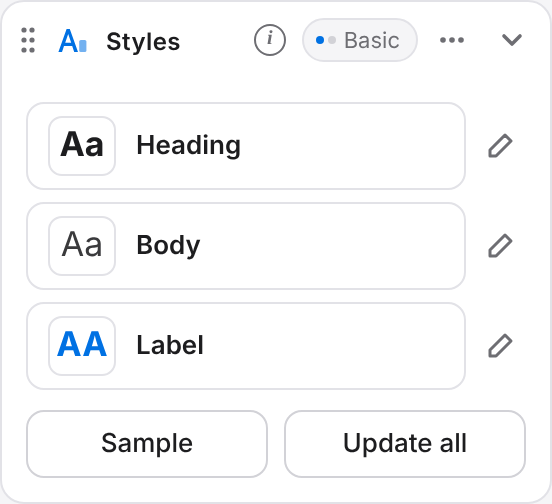 A Styles i Basic
Aa Heading
Aa Body
AA Label
Sample Update all